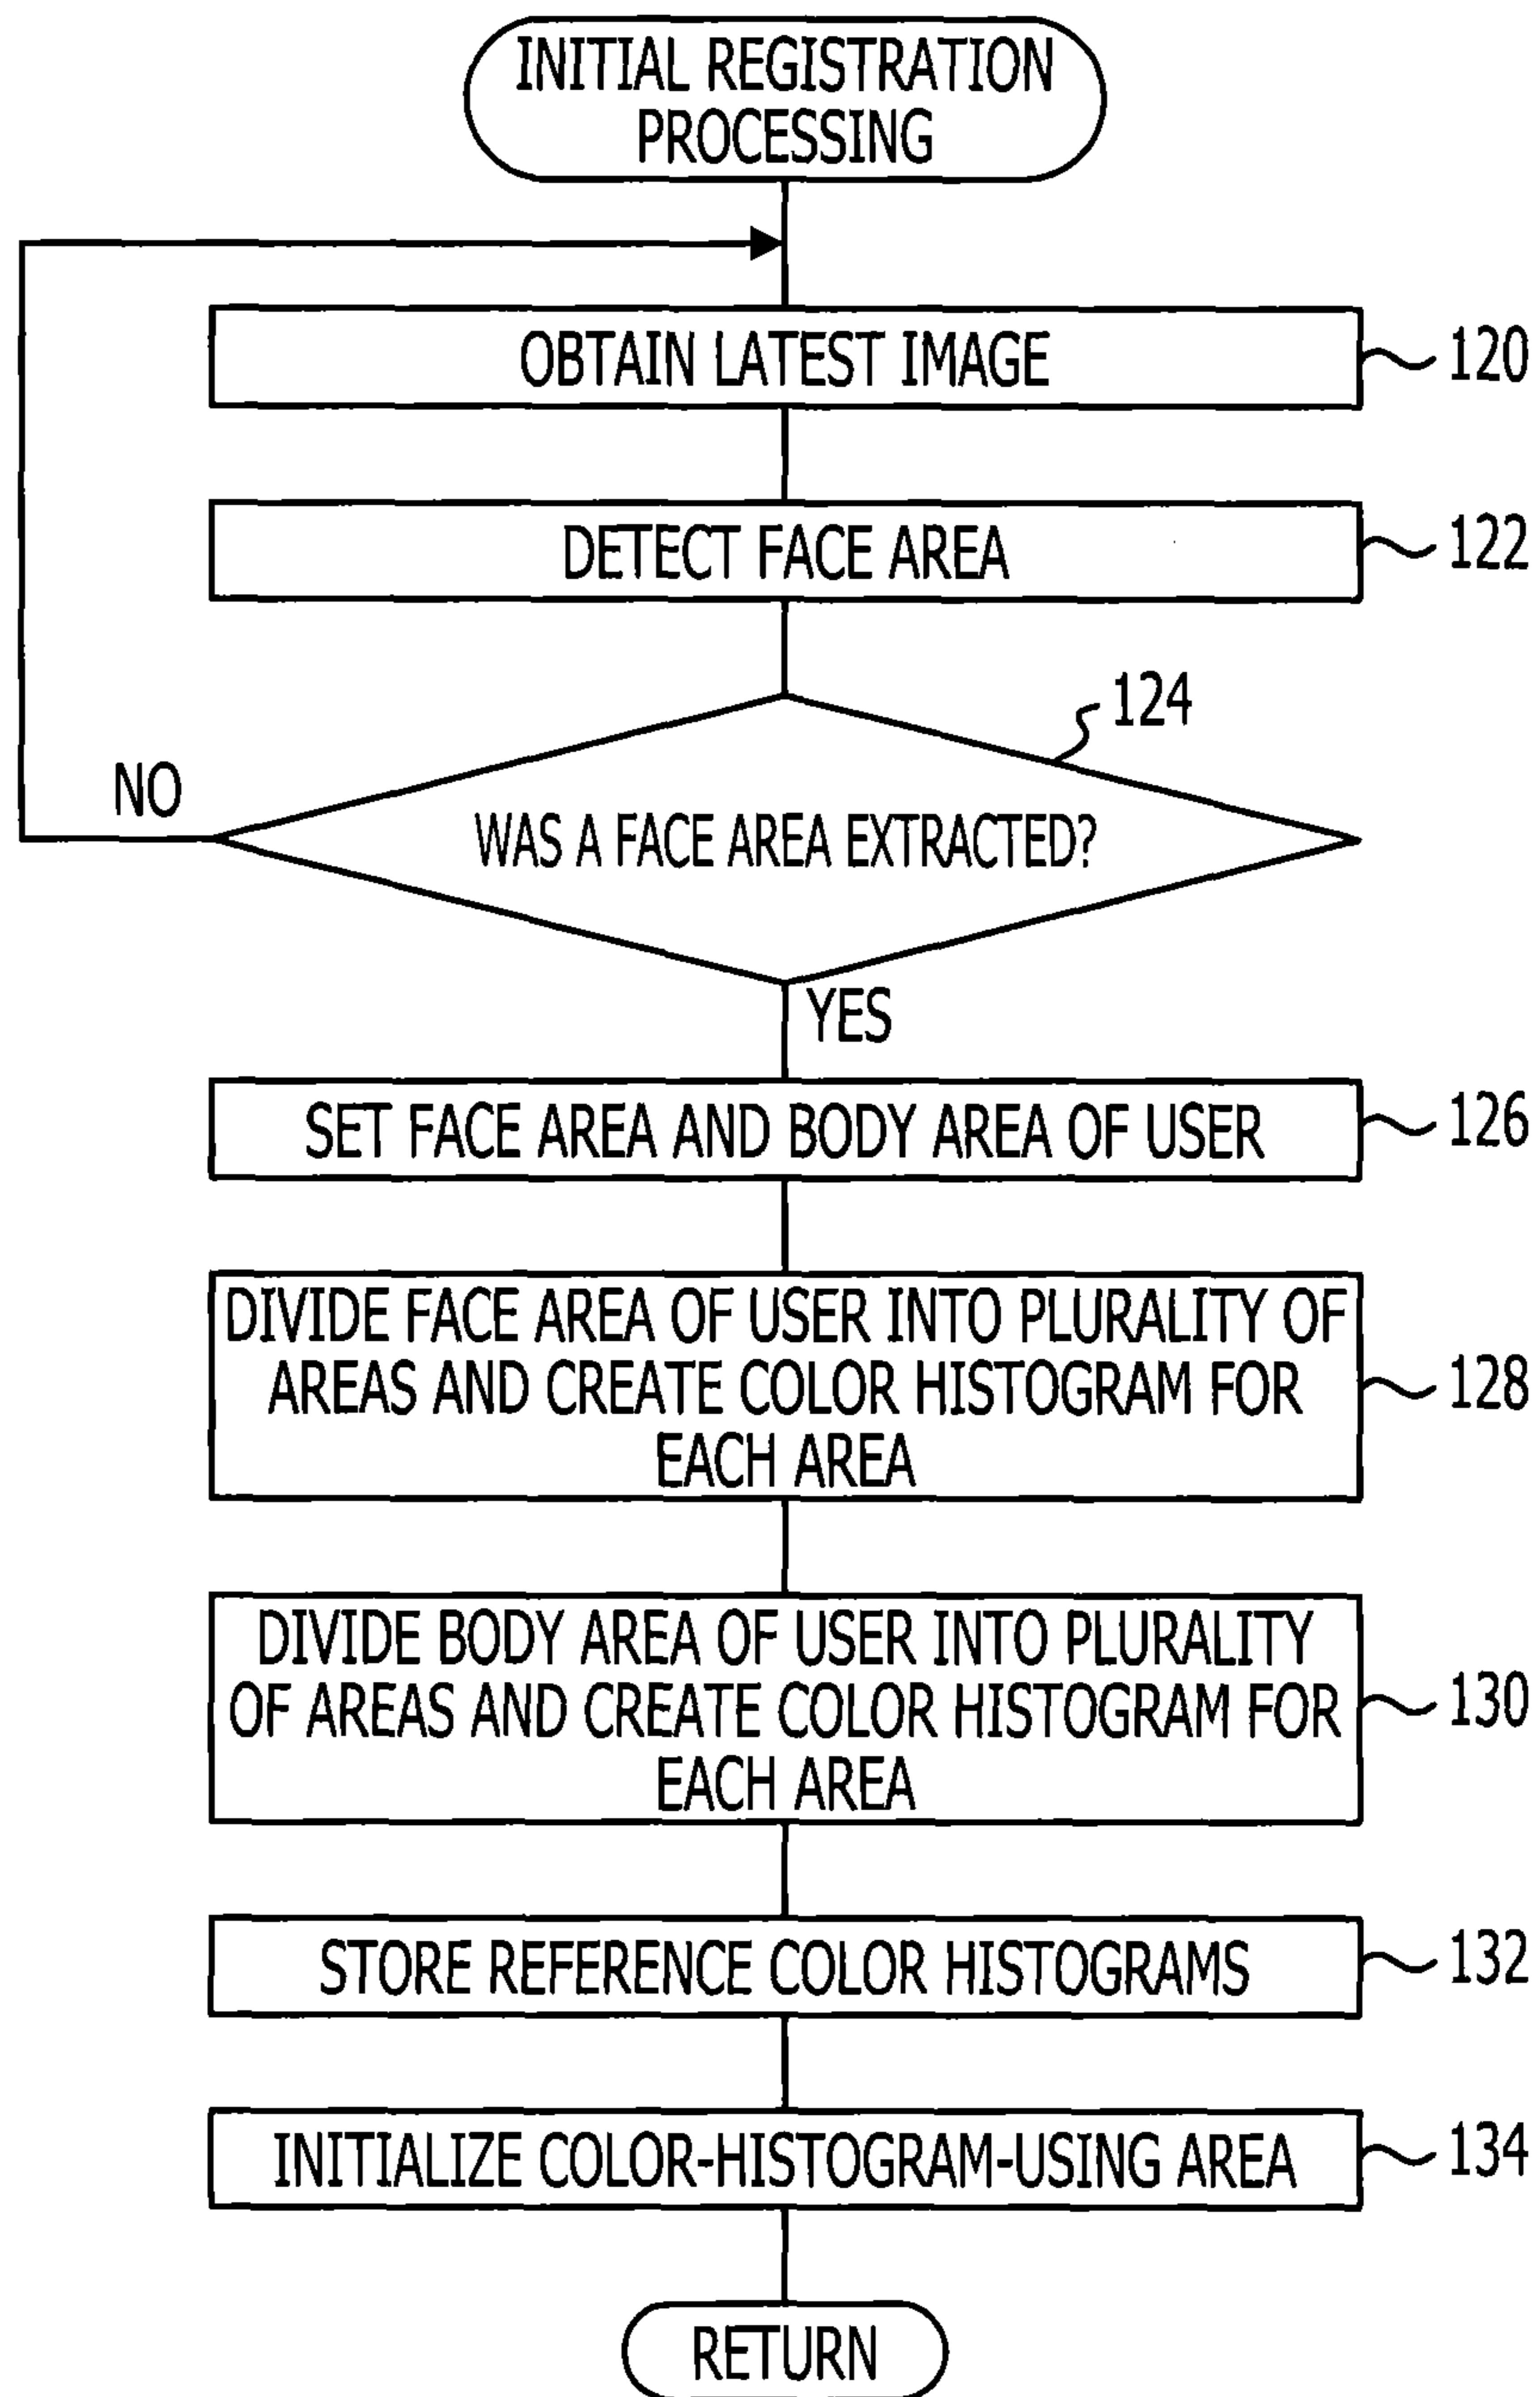 INITIAL REGISTRATION
PROCESSING
OBTAIN LATEST IMAGE
120
DETECT FACE AREA
122
124
NO
WAS A FACE AREA EXTRACTED?
YES
SET FACE AREA AND BODY AREA OF USER
126
DIVIDE FACE AREA OF USER INTO PLURALITY OF
AREAS AND CREATE COLOR HISTOGRAM FOR
EACH AREA
128
DIVIDE BODY AREA OF USER INTO PLURALITY
OF AREAS AND CREATE COLOR HISTOGRAM FOR
EACH AREA
130
STORE REFERENCE COLOR HISTOGRAMS
132
INITIALIZE COLOR-HISTOGRAM-USING AREA
134
RETURN